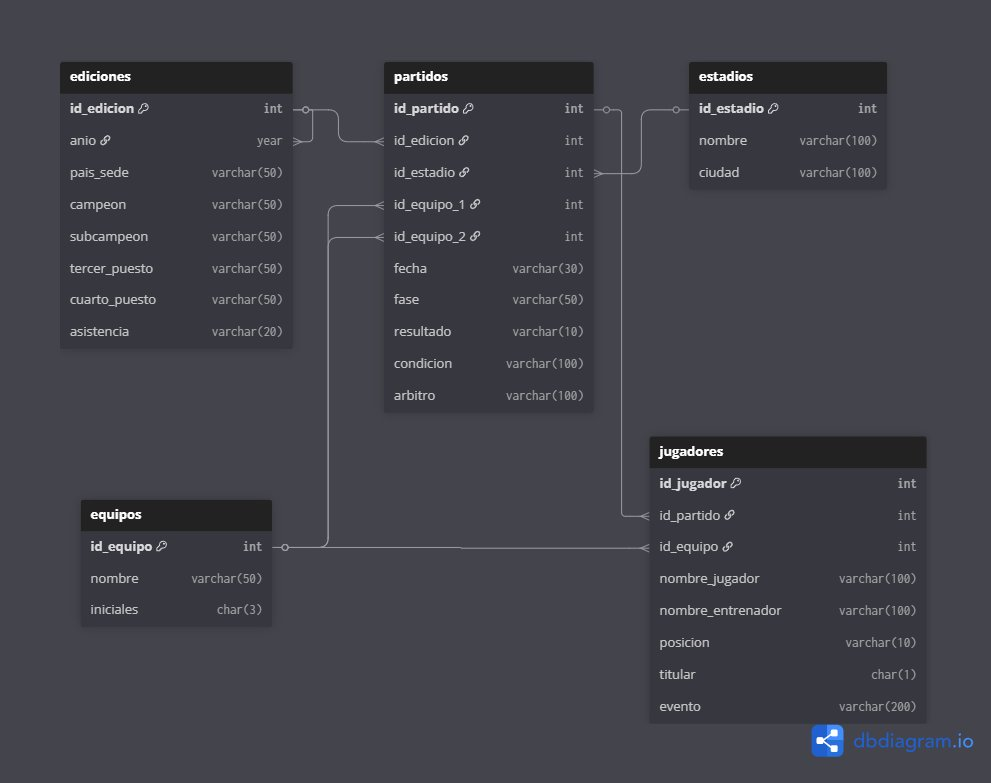 ediciones
id_edicion int
anio year
pais_sede varchar(50)
campeon varchar(50)
subcampeon varchar(50)
tercer_puesto varchar(50)
cuarto_puesto varchar(50)
asistencia varchar(20)
partidos
id_partido int
id_edicion int
id_estadio int
id_equipo_1 int
id_equipo_2 int
fecha varchar(30)
fase varchar(50)
resultado varchar(10)
condicion varchar(100)
arbitro varchar(100)
estadios
id_estadio int
nombre varchar(100)
ciudad varchar(100)
equipos
id_equipo int
nombre varchar(50)
iniciales char(3)
jugadores
id_jugador int
id_partido int
id_equipo int
nombre_jugador varchar(100)
nombre_entrenador varchar(100)
posicion varchar(10)
titular char(1)
evento varchar(200)
dbdiagram.io